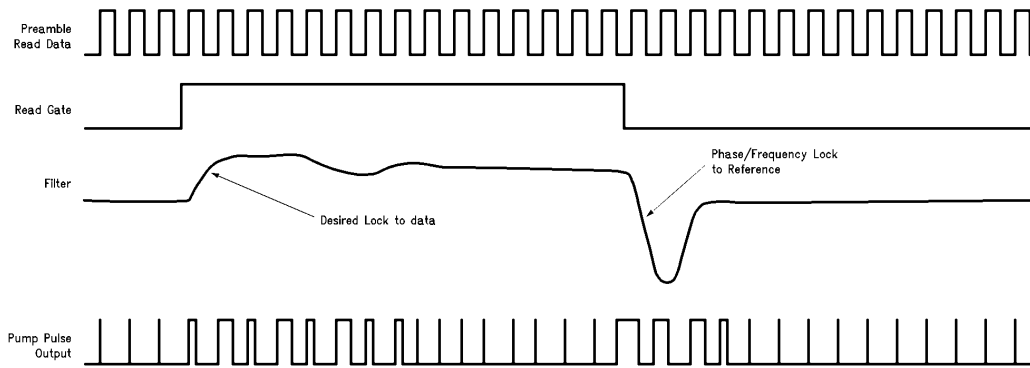 Preamble
Read Data
Read Gate
Phase/Frequency Lock
to Reference
Filter
Desired Lock to data
Pump Pulse
Output